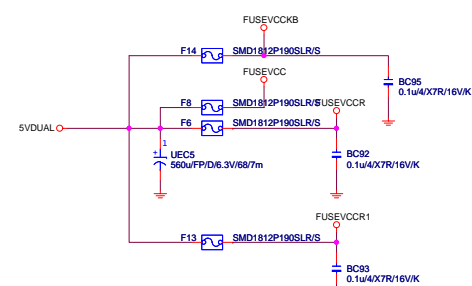 FUSEVCCKB
F14 SMD1812P190SLR/S
FUSEVCC
BC95
0.1u/4/X7R/16V/K
F8 SMD1812P190SLR/S
FUSEVCCR
5VDUAL
F6 SMD1812P190SLR/S
1
+
UEC5
560u/FP/D/6.3V/68/7m
BC92
0.1u/4/X7R/16V/K
FUSEVCCR1
F13 SMD1812P190SLR/S
BC93
0.1u/4/X7R/16V/K